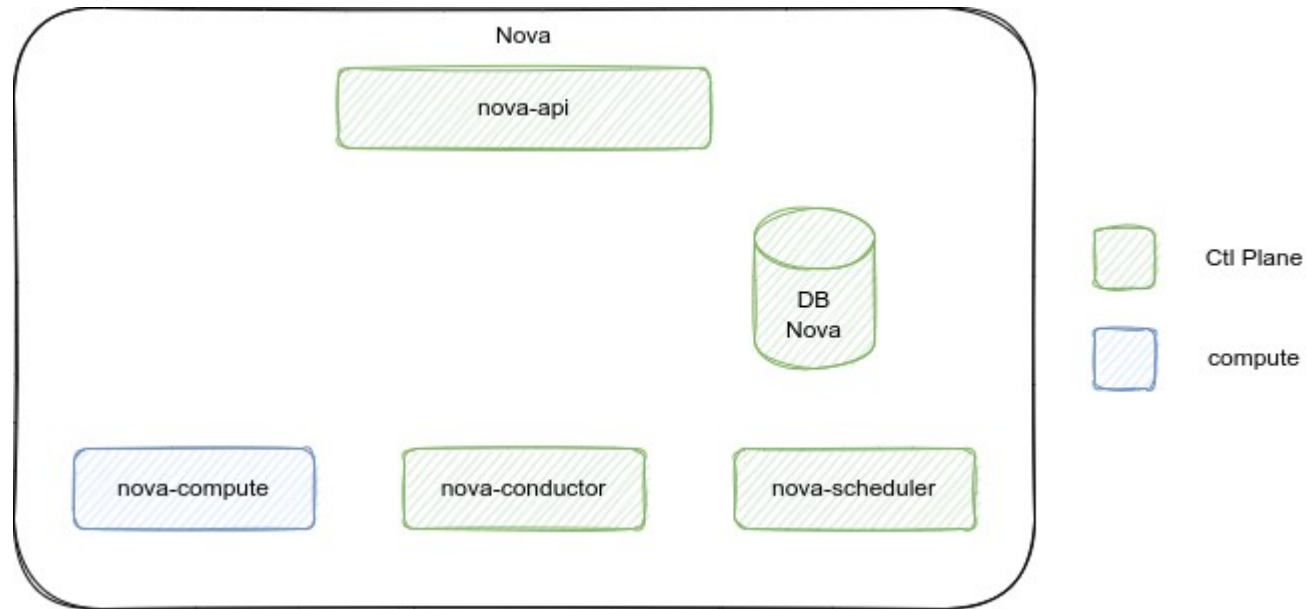 Nova
nova-api
DB
Nova
nova-compute
nova-conductor
nova-scheduler
Ctl Plane
compute